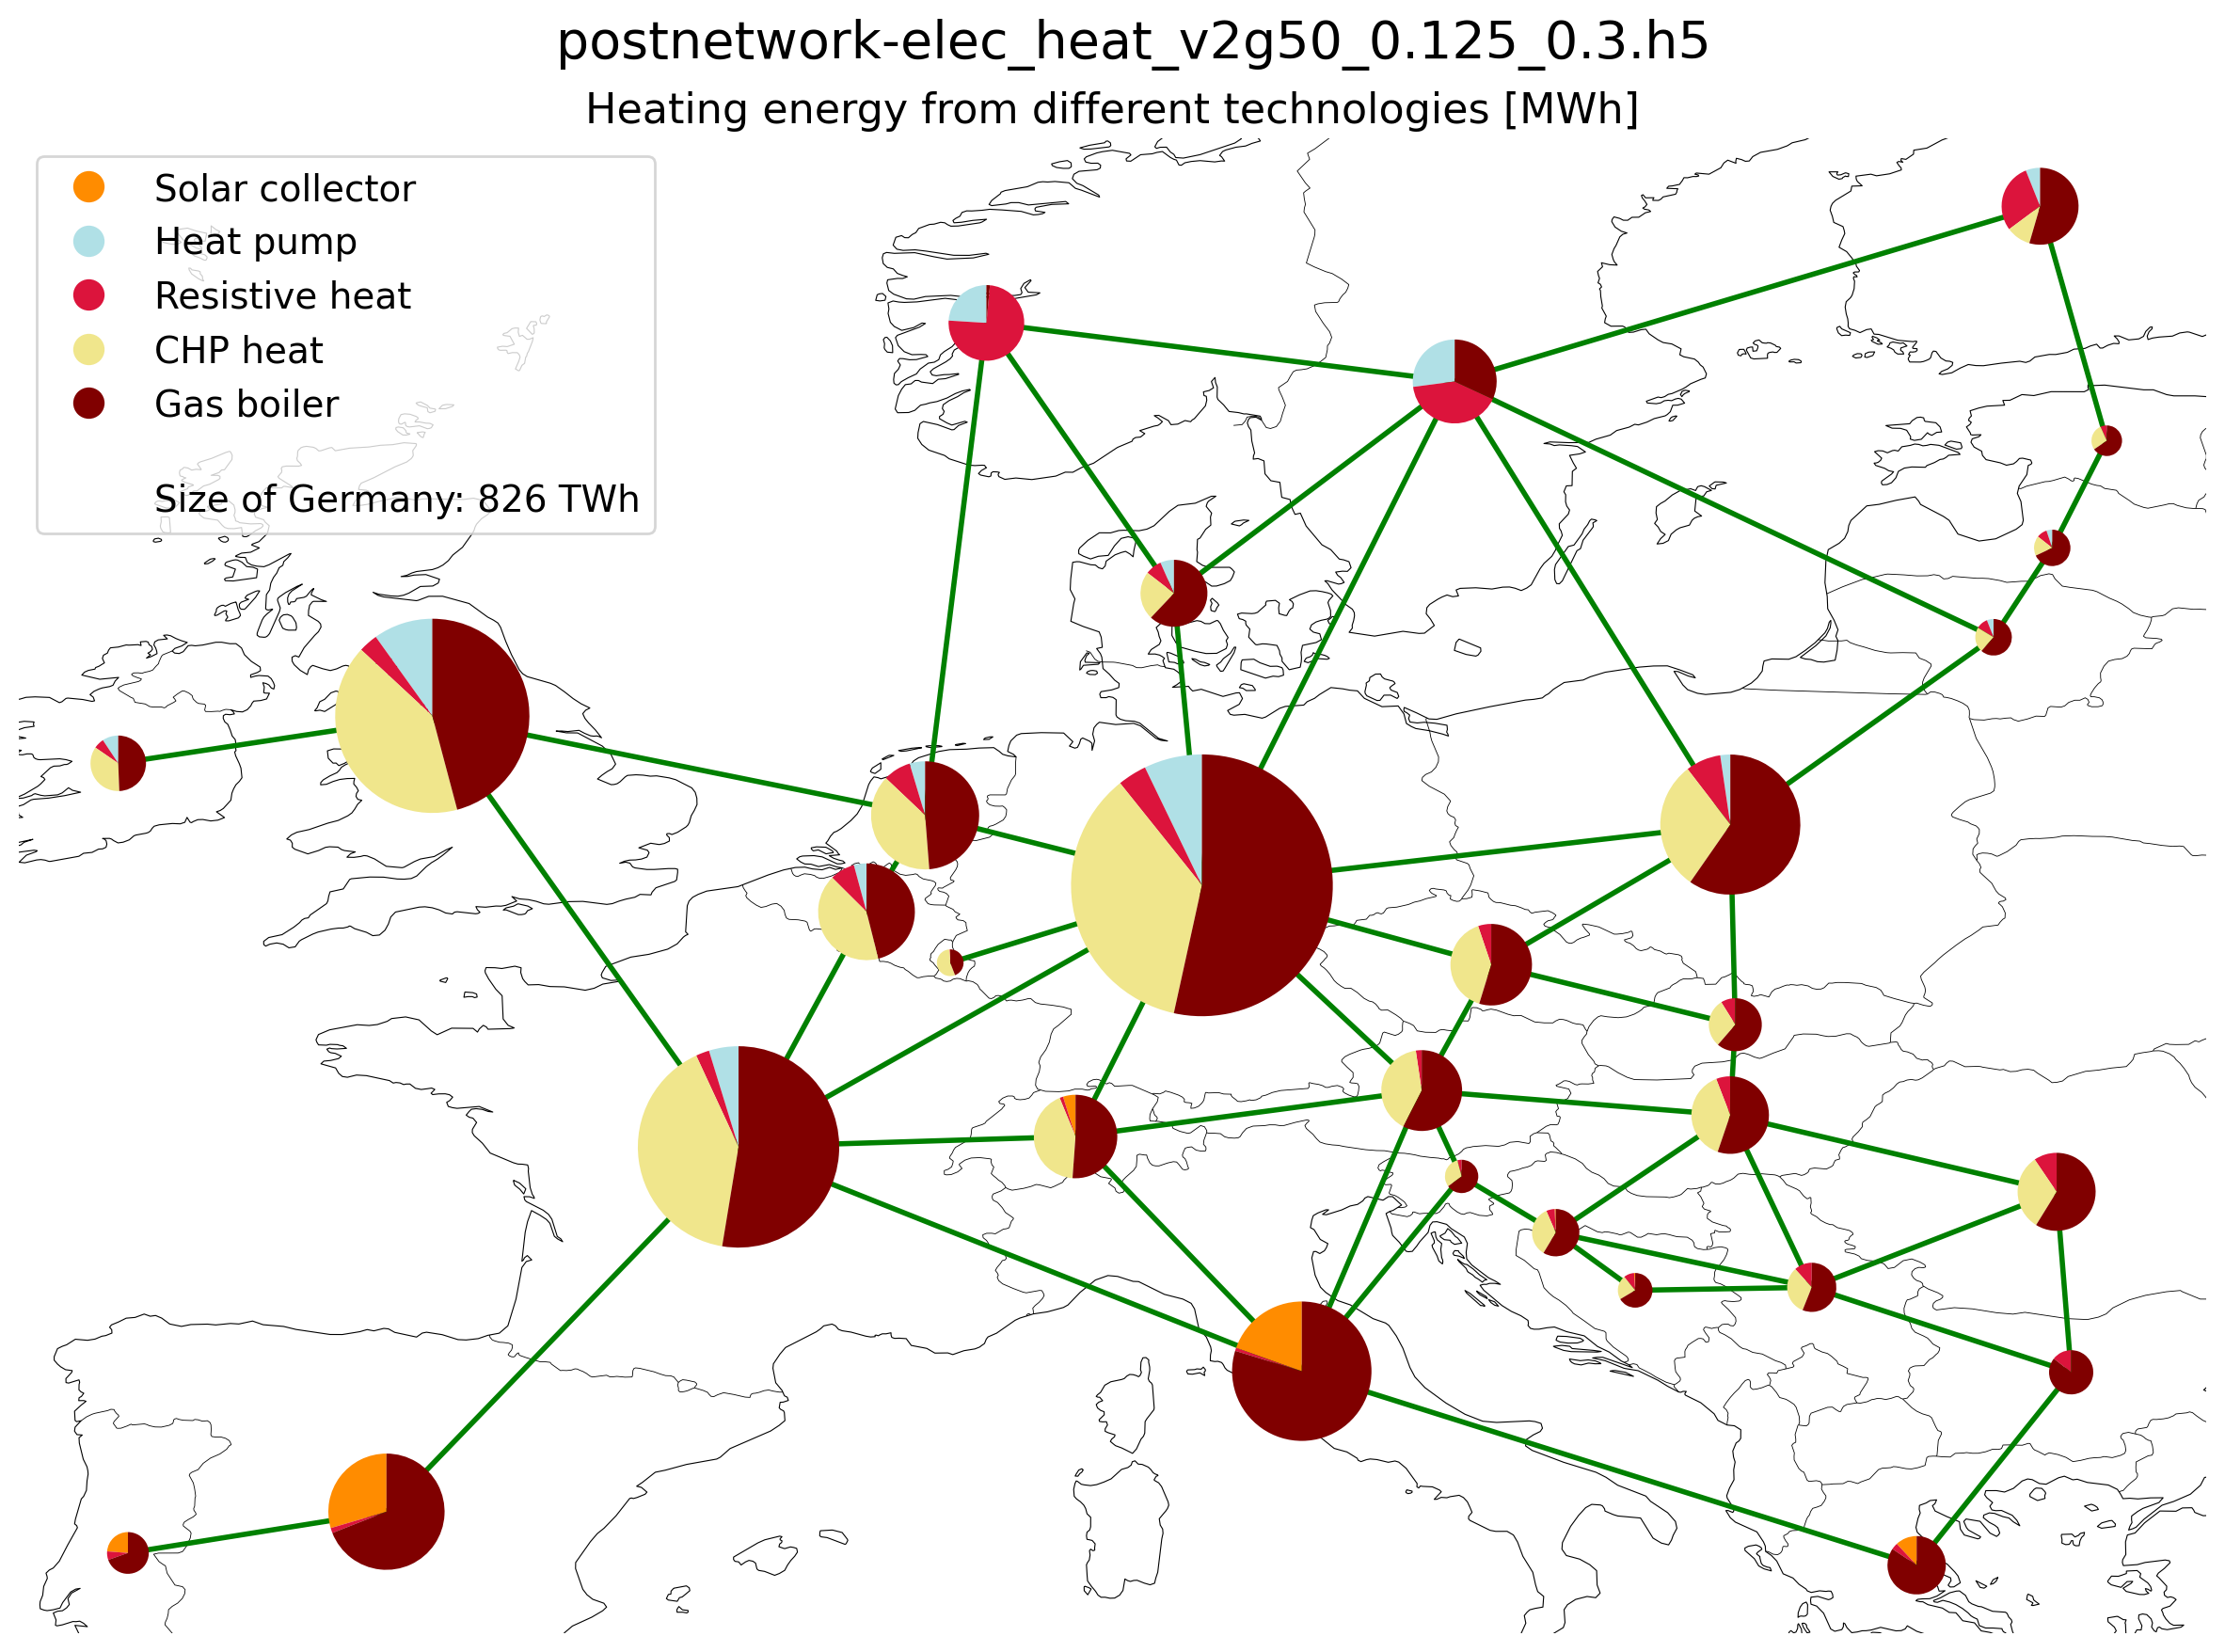 postnetwork-elec_heat_v2g50_0.125_0.3.h5
Heating energy from different technologies [MWh]
Solar collector
Heat pump
Resistive heat
CHP heat
Gas boiler
Size of Germany: 826 TWh